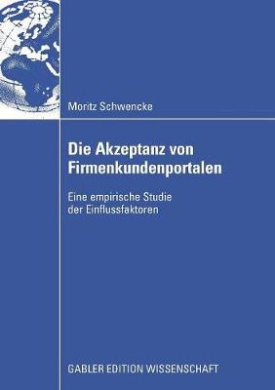 Moritz Schwencke
Die Akzeptanz von
Firmenkundenportalen
Eine empirische Studie
der Einflussfaktoren
GABLER EDITION WISSENSCHAFT